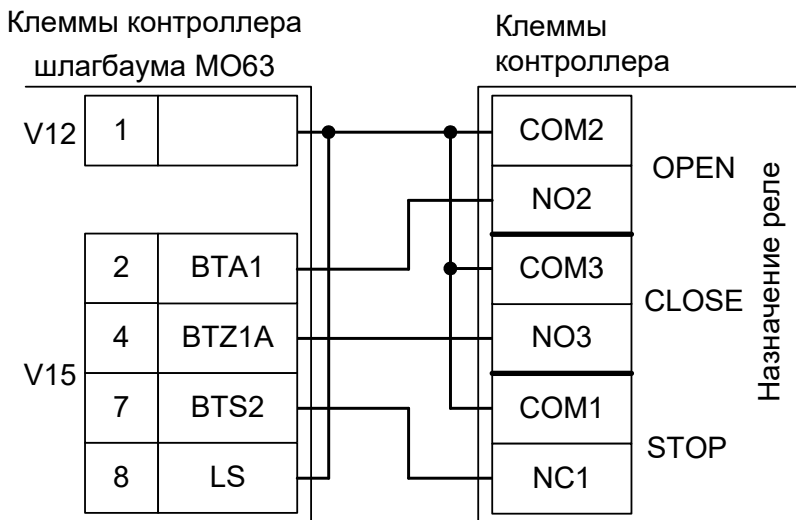 Клеммы контроллера
шлагбаума МО63
Клеммы
контроллера
V12
1
COM2
NO2
OPEN
2
BTA1
COM3
4
BTZ1A
NO3
CLOSE
V15
7
BTS2
COM1
8
LS
NC1
STOP
Назначение реле